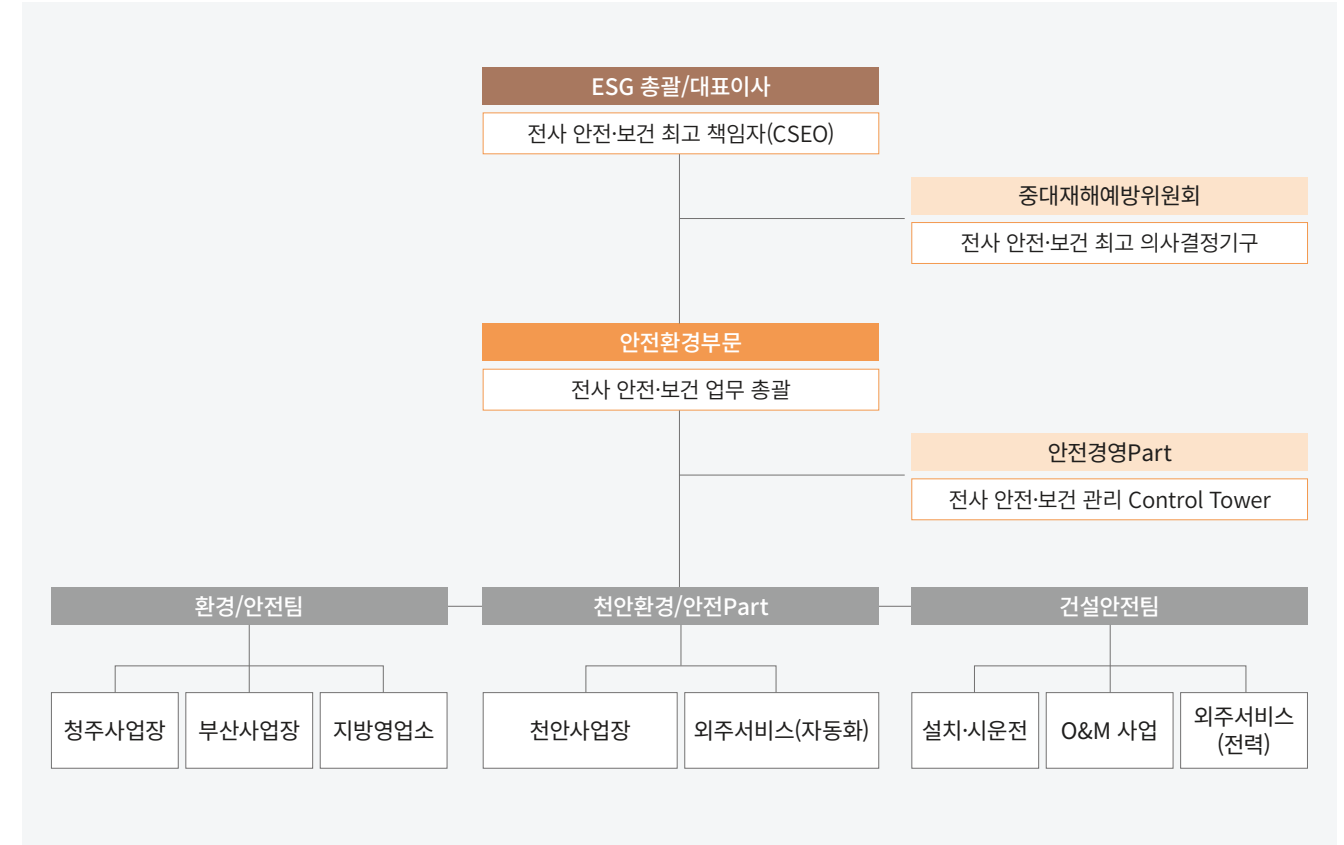 ESG 총괄/대표이사
전사 안전·보건 최고 책임자(CSEO)
중대재해예방위원회
전사 안전·보건 최고 의사결정기구
안전환경부문
전사 안전·보건 업무 총괄
안전경영Part
전사 안전·보건 관리 Control Tower
환경/안전팀
천안환경/안전Part
건설안전팀
청주사업장
부산사업장
지방영업소
천안사업장
외주서비스(자동화)
설치·시운전
O&M 사업
외주서비스
(전력)